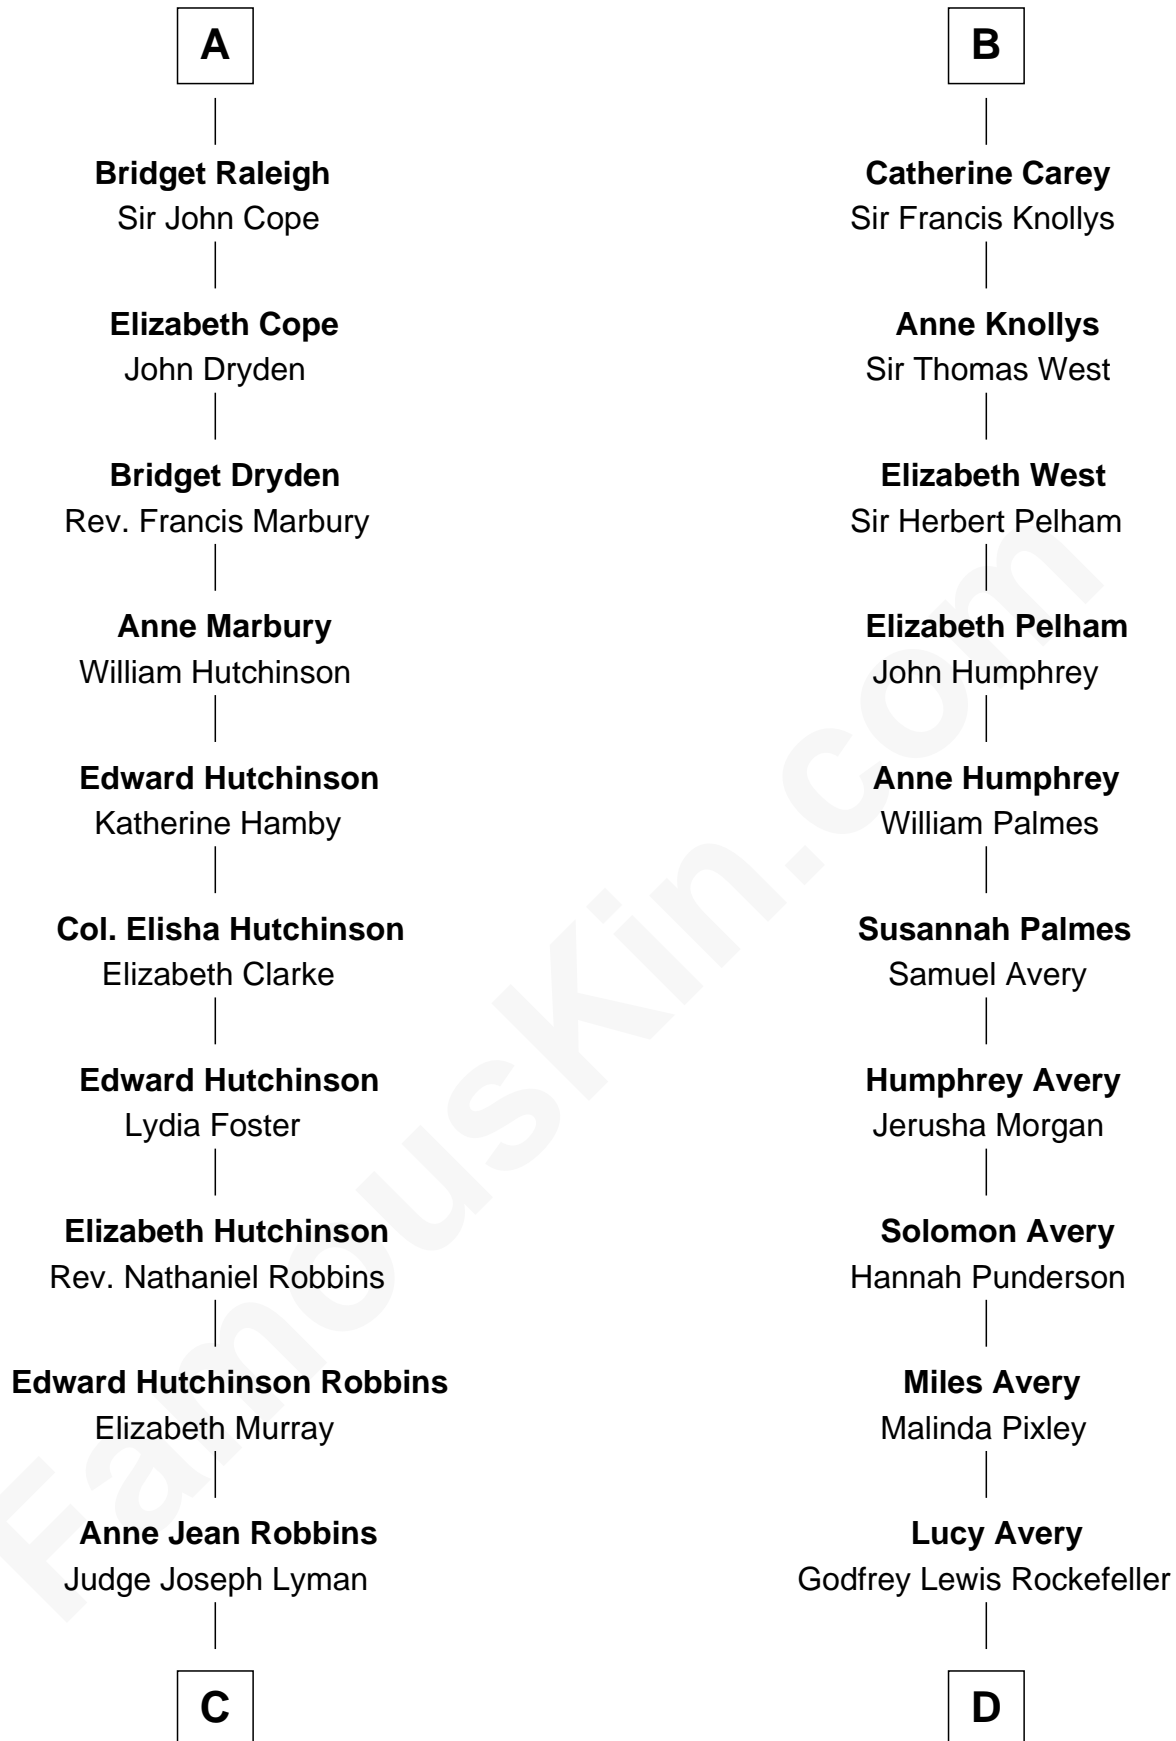 A
Bridget Raleigh
Sir John Cope
Elizabeth Cope
John Dryden
Bridget Dryden
Rev. Francis Marbury
Anne Marbury
William Hutchinson
Edward Hutchinson
Katherine Hamby
Col. Elisha Hutchinson
Elizabeth Clarke
Edward Hutchinson
Lydia Foster
Elizabeth Hutchinson
Rev. Nathaniel Robbins
Edward Hutchinson Robbins
Elizabeth Murray
Anne Jean Robbins
Judge Joseph Lyman
C
B
Catherine Carey
Sir Francis Knollys
Anne Knollys
Sir Thomas West
Elizabeth West
Sir Herbert Pelham
Elizabeth Pelham
John Humphrey
Anne Humphrey
William Palmes
Susannah Palmes
Samuel Avery
Humphrey Avery
Jerusha Morgan
Solomon Avery
Hannah Punderson
Miles Avery
Malinda Pixley
Lucy Avery
Godfrey Lewis Rockefeller
D
FamousKin.com